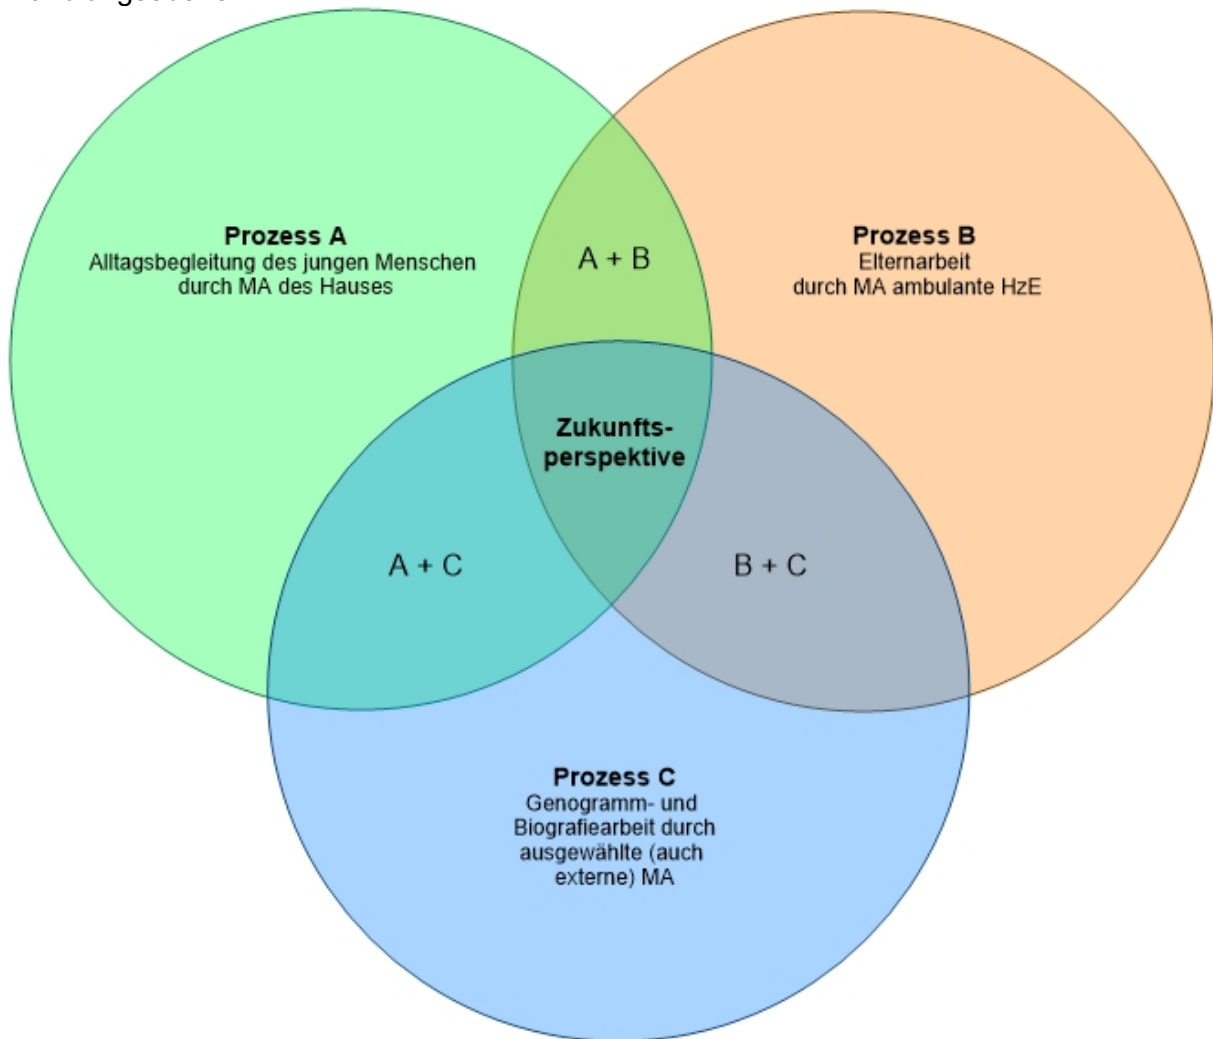 Prozess A
Alltagsbegleitung des jungen Menschen
durch MA des Hauses
A + B
Prozess B
Elternarbeit
durch MA ambulante HzE
Zukunfts-
perspektive
A + C
B + C
Prozess C
Genogramm- und
Biografiearbeit durch
ausgewählte (auch
externe) MA